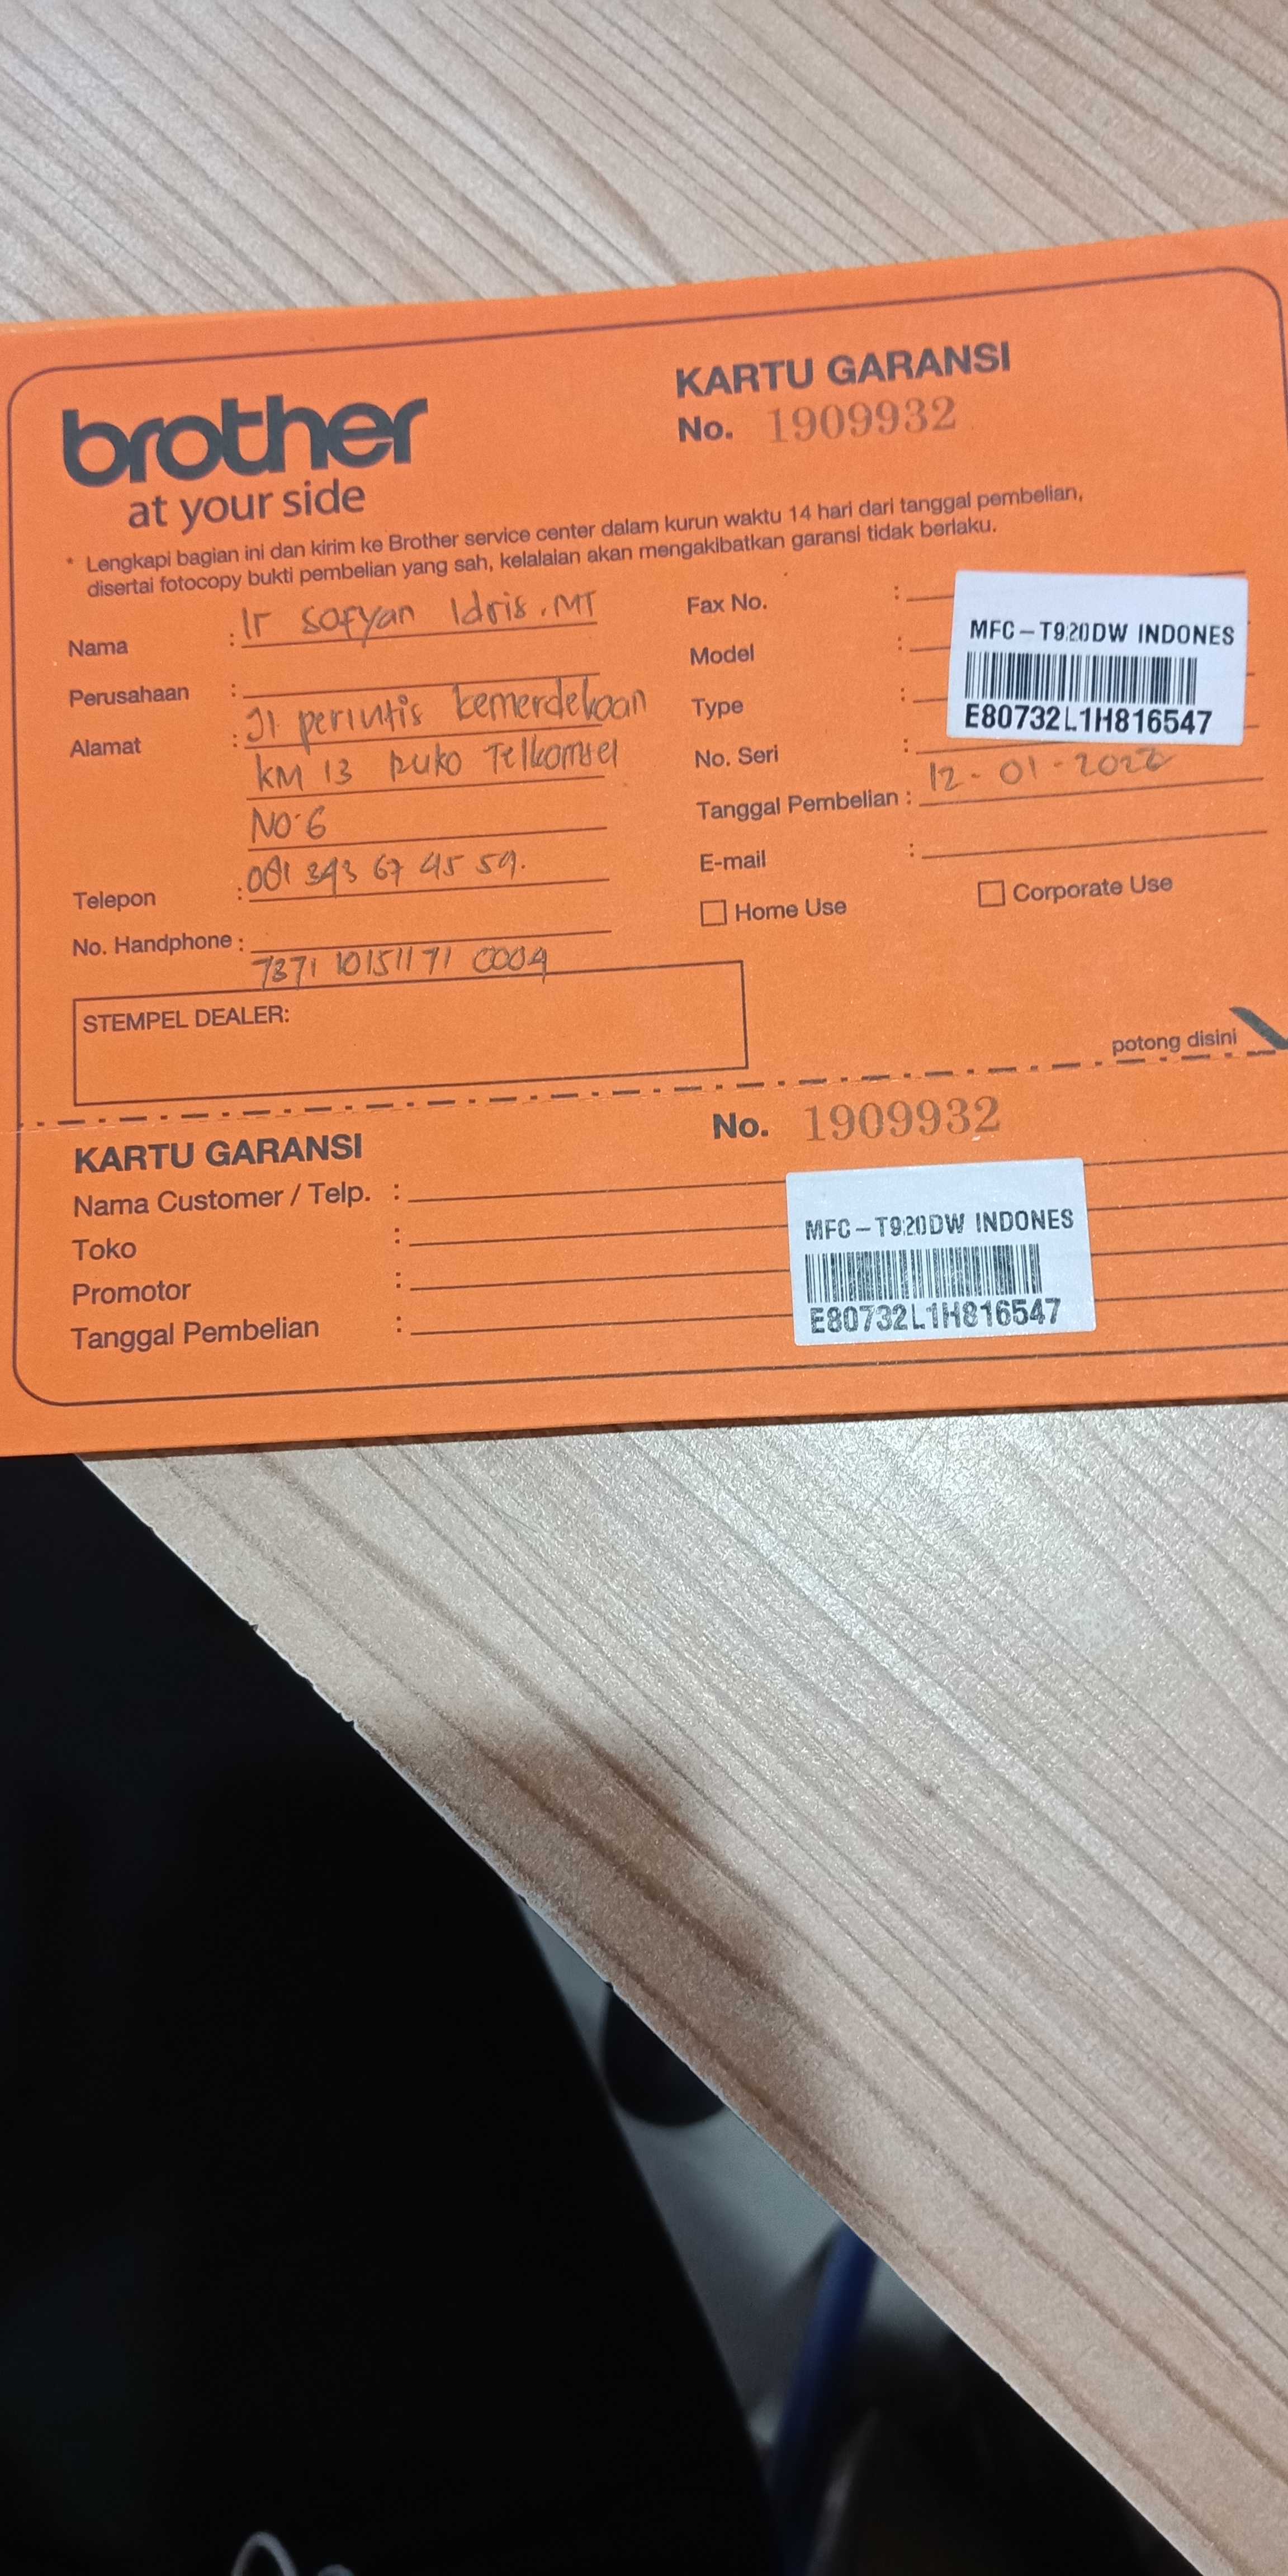 brother
at your side
KARTU GARANSI
No. 1909932
* Lengkapi bagian ini dan kirim ke Brother service center dalam kurun waktu 14 hari dari tanggal pembelian,
disertai fotocopy bukti pembelian yang sah, kelalaian akan mengakibatkan garansi tidak berlaku.
Nama : Ir Sofyan Idris. MT
Perusahaan :
Alamat : Jl. perintis kemerdekaan
KM 13 Ruko Telkomsel
NO. 6
Telepon : 081 343 67 45 59.
No. Handphone :
7371 101511 71 0004
Fax No. :
Model :
Type :
No. Seri :
MFC-T920DW INDONES
E80732L1H816547
Tanggal Pembelian : 12-01-
E-mail :
Home Use
Corporate Use
STEMPEL DEALER:
potong disini
KARTU GARANSI
No. 1909932
Nama Customer / Telp. :
Toko :
Promotor :
Tanggal Pembelian :
MFC-T920DW INDONES
E80732L1H816547